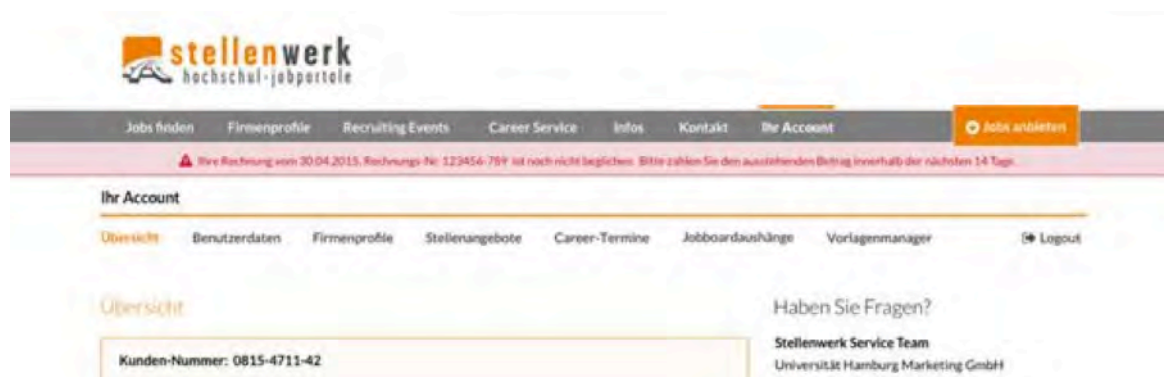 stellenwerk
hochschul-jobportale
Jobs finden Firmenprofile Recruiting Events Career Service Infos Kontakt Ihr Account Jobs anbieten
Ihre Rechnung vom 30.04.2015, Rechnungs-Nr. 123456-789 ist noch nicht beglichen. Bitte zahlen Sie den ausstehenden Betrag innerhalb der nächsten 14 Tage.
Ihr Account
Übersicht Benutzerdaten Firmenprofile Stellenangebote Career-Termine Jobboardaushänge Vorlagenmanager Logout
Übersicht
Haben Sie Fragen?
Kunden-Nummer: 0815-4711-42
Stellenwerk Service Team
Universität Hamburg Marketing GmbH